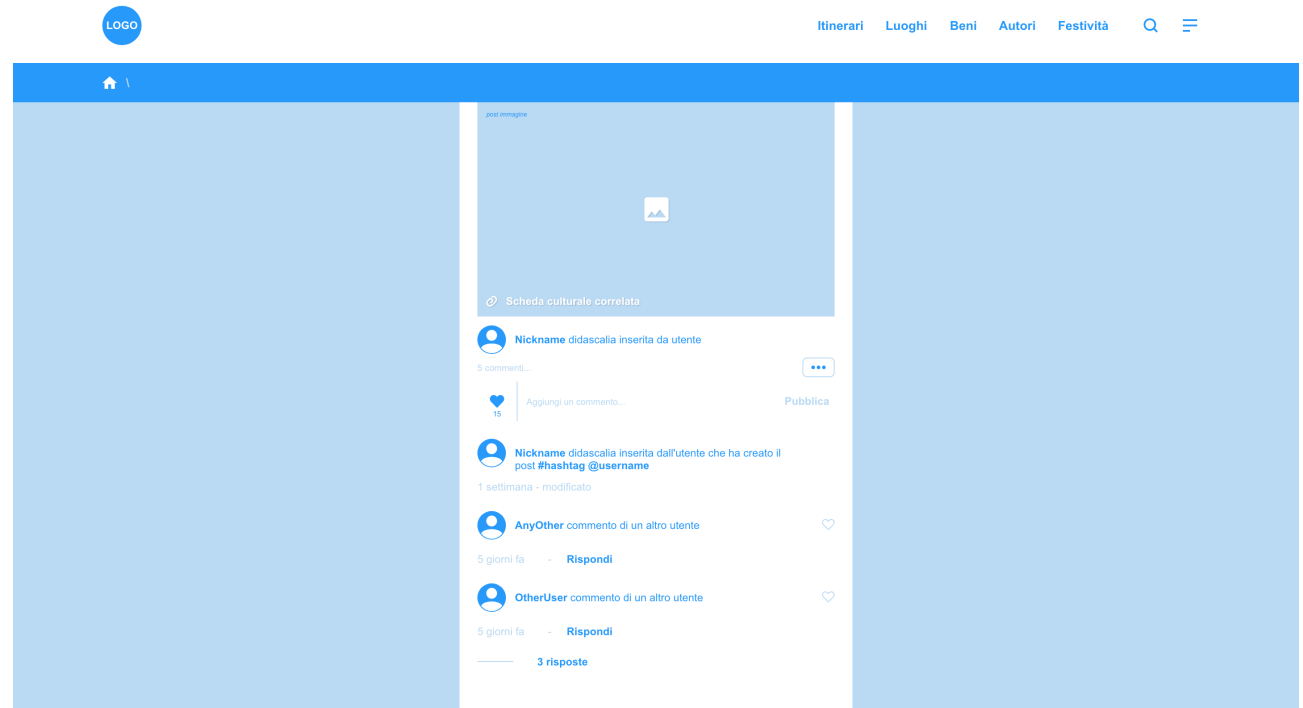 LOGO
Itinerari Luoghi Beni Autori Festività
\
post immagine
Scheda culturale correlata
Nickname didascalia inserita da utente
5 commenti...
Aggiungi un commento... Pubblica
15
Nickname didascalia inserita dall'utente che ha creato il
post #hashtag @username
1 settimana - modificato
AnyOther commento di un altro utente
5 giorni fa - Rispondi
OtherUser commento di un altro utente
5 giorni fa - Rispondi
3 risposte